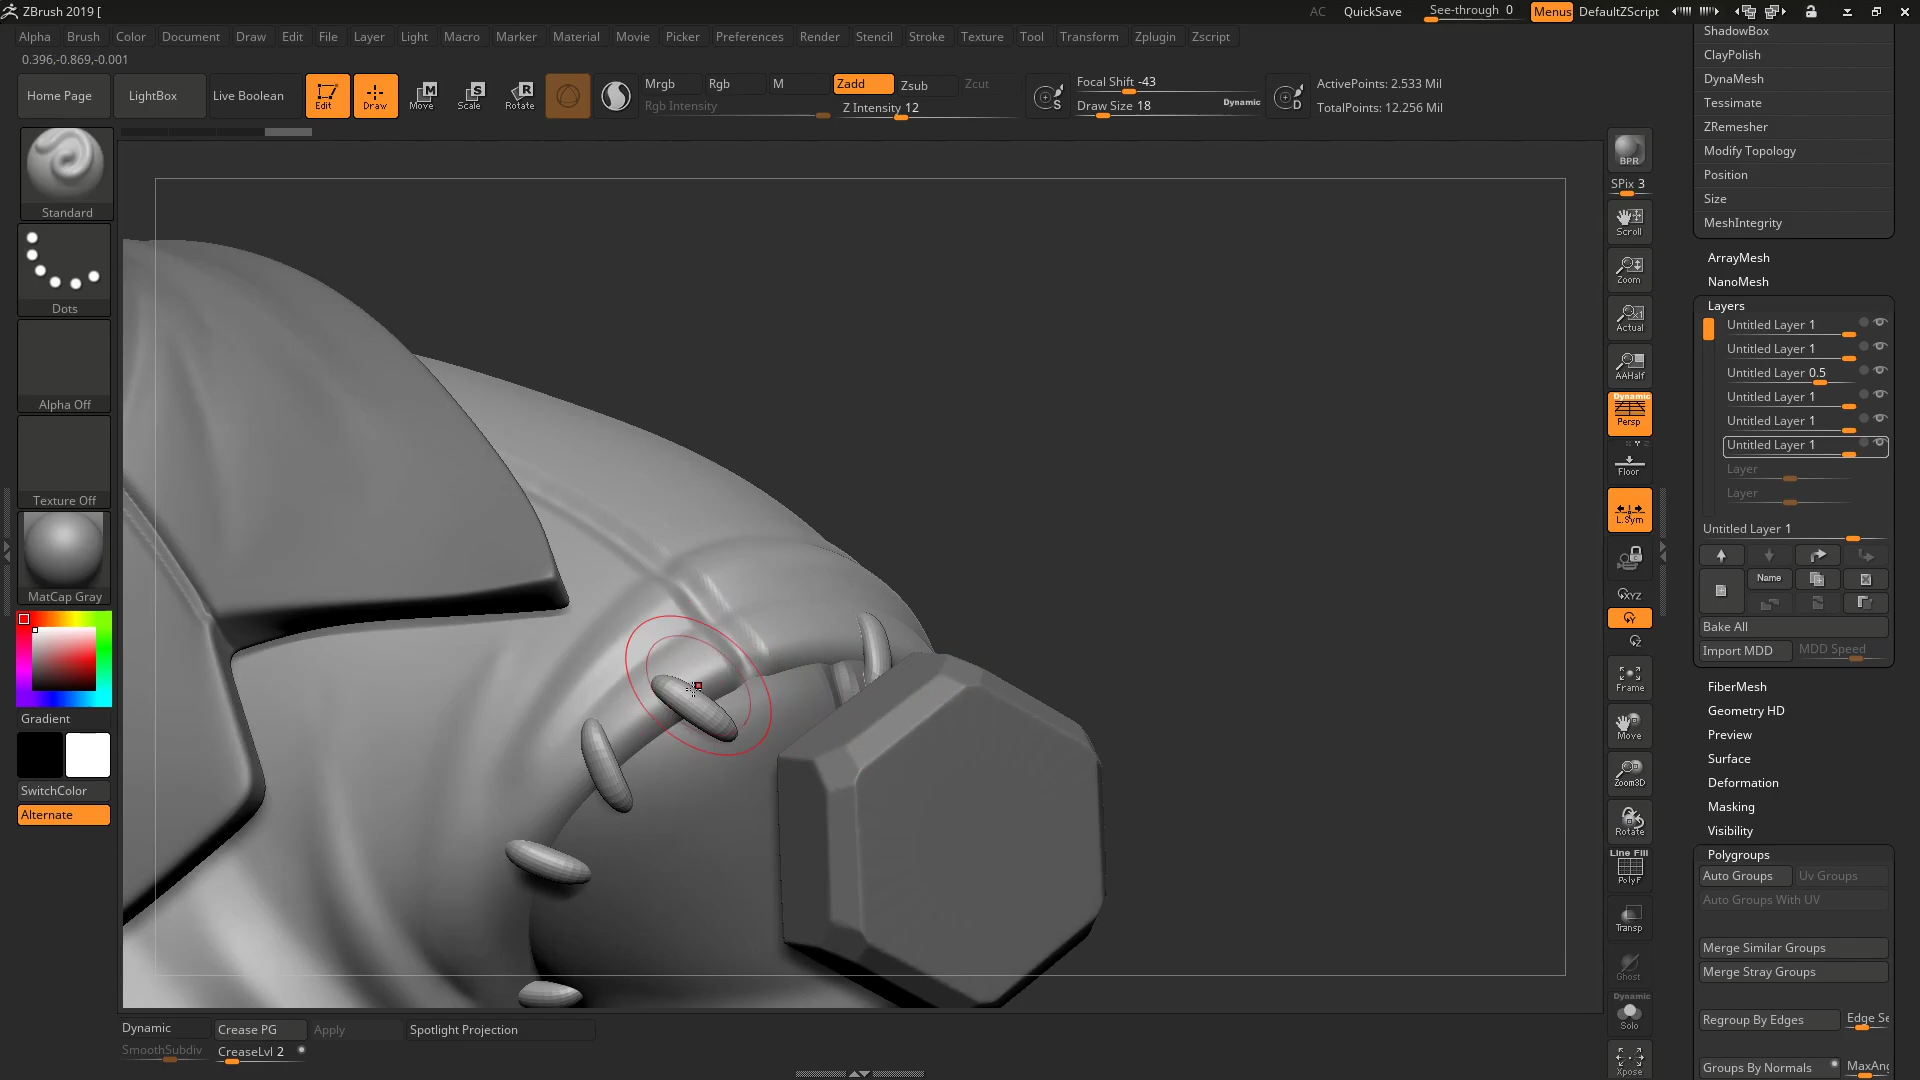 ZBrush 2019 [
AC QuickSave See-through 0 Menus DefaultZScript
Alpha Brush Color Document Draw Edit File Layer Light Macro Marker Material Movie Picker Preferences Render Stencil Stroke Texture Tool Transform Zplugin Zscript
0.396,-0.869,-0.001
Home Page LightBox Live Boolean Edit Draw Move Scale Rotate
M S R
Mrgb Rgb M Zadd Zsub Zcut
Rgb Intensity Z Intensity 12
S Focal Shift -43
Draw Size 18 Dynamic
D ActivePoints: 2.533 Mil
TotalPoints: 12.256 Mil
Standard
Dots
Alpha Off
Texture Off
MatCap Gray
Gradient
SwitchColor
Alternate
BPR
SPix 3
Scroll
Zoom
Actual
AAHalf
Dynamic
Persp
Floor
L.Sym
XYZ
Y
Z
Frame
Move
Zoom3D
Rotate
Line Fill
PolyF
Transp
Ghost
Dynamic
Solo
Xpose
ShadowBox
ClayPolish
DynaMesh
Tessimate
ZRemesher
Modify Topology
Position
Size
MeshIntegrity
ArrayMesh
NanoMesh
Layers
Untitled Layer 1
Untitled Layer 1
Untitled Layer 0.5
Untitled Layer 1
Untitled Layer 1
Untitled Layer 1
Layer
Layer
Untitled Layer 1
Name
Bake All
Import MDD MDD Speed
FiberMesh
Geometry HD
Preview
Surface
Deformation
Masking
Visibility
Polygroups
Auto Groups Uv Groups
Auto Groups With UV
Merge Similar Groups
Merge Stray Groups
Regroup By Edges Edge Se
Groups By Normals MaxAng
Dynamic Crease PG Apply Spotlight Projection
SmoothSubdiv CreaseLvl 2